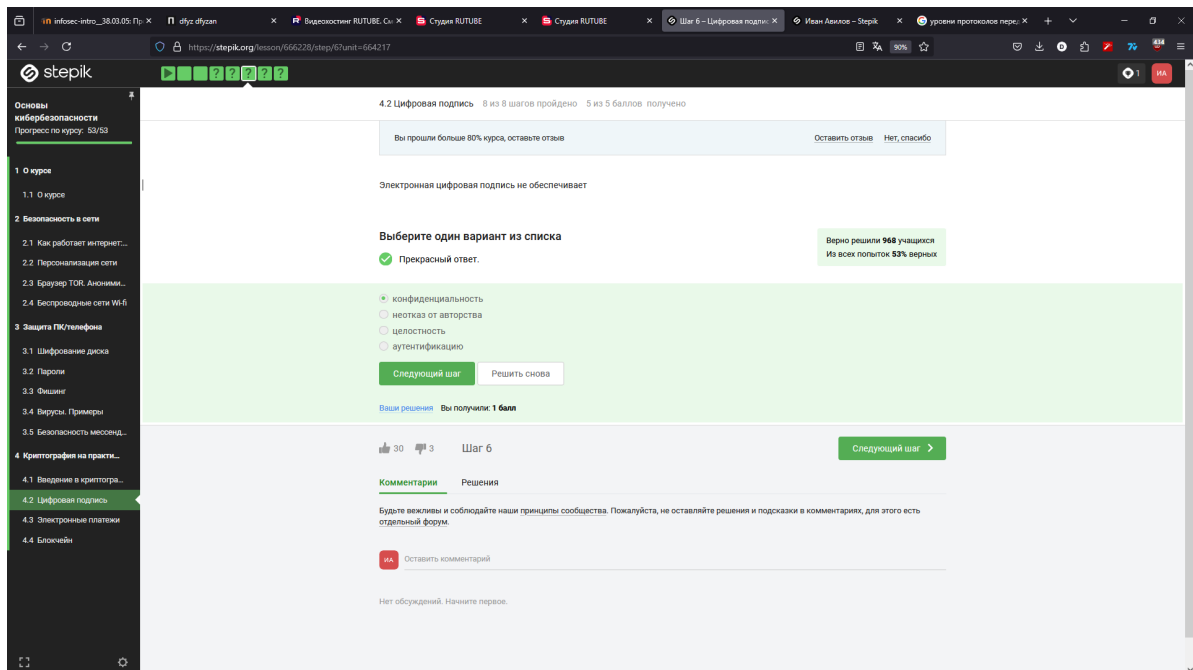 infosec-intro__38.03.05: Пр
dfyz dfyzan
Видеохостинг RUTUBE. См
Студия RUTUBE
Студия RUTUBE
Шаг 6 – Цифровая подпис
Иван Авилов – Stepik
уровни протоколов перед
https://stepik.org/lesson/666228/step/6?unit=664217
90%
434
stepik
1
ИА
Основы
кибербезопасности
Прогресс по курсу: 53/53
1 О курсе
1.1 О курсе
2 Безопасность в сети
2.1 Как работает интернет:...
2.2 Персонализация сети
2.3 Браузер TOR. Аноними...
2.4 Беспроводные сети Wi-fi
3 Защита ПК/телефона
3.1 Шифрование диска
3.2 Пароли
3.3 Фишинг
3.4 Вирусы. Примеры
3.5 Безопасность мессенд...
4 Криптография на практи...
4.1 Введение в криптогра...
4.2 Цифровая подпись
4.3 Электронные платежи
4.4 Блокчейн
4.2 Цифровая подпись 8 из 8 шагов пройдено 5 из 5 баллов получено
Вы прошли больше 80% курса, оставьте отзыв
Оставить отзыв Нет, спасибо
Электронная цифровая подпись не обеспечивает
Выберите один вариант из списка
Прекрасный ответ.
Верно решили 968 учащихся
Из всех попыток 53% верных
конфиденциальность
неотказ от авторства
целостность
аутентификацию
Следующий шаг Решить снова
Ваши решения Вы получили: 1 балл
30 3 Шаг 6
Следующий шаг
Комментарии Решения
Будьте вежливы и соблюдайте наши принципы сообщества. Пожалуйста, не оставляйте решения и подсказки в комментариях, для этого есть
отдельный форум.
ИА
Оставить комментарий
Нет обсуждений. Начните первое.